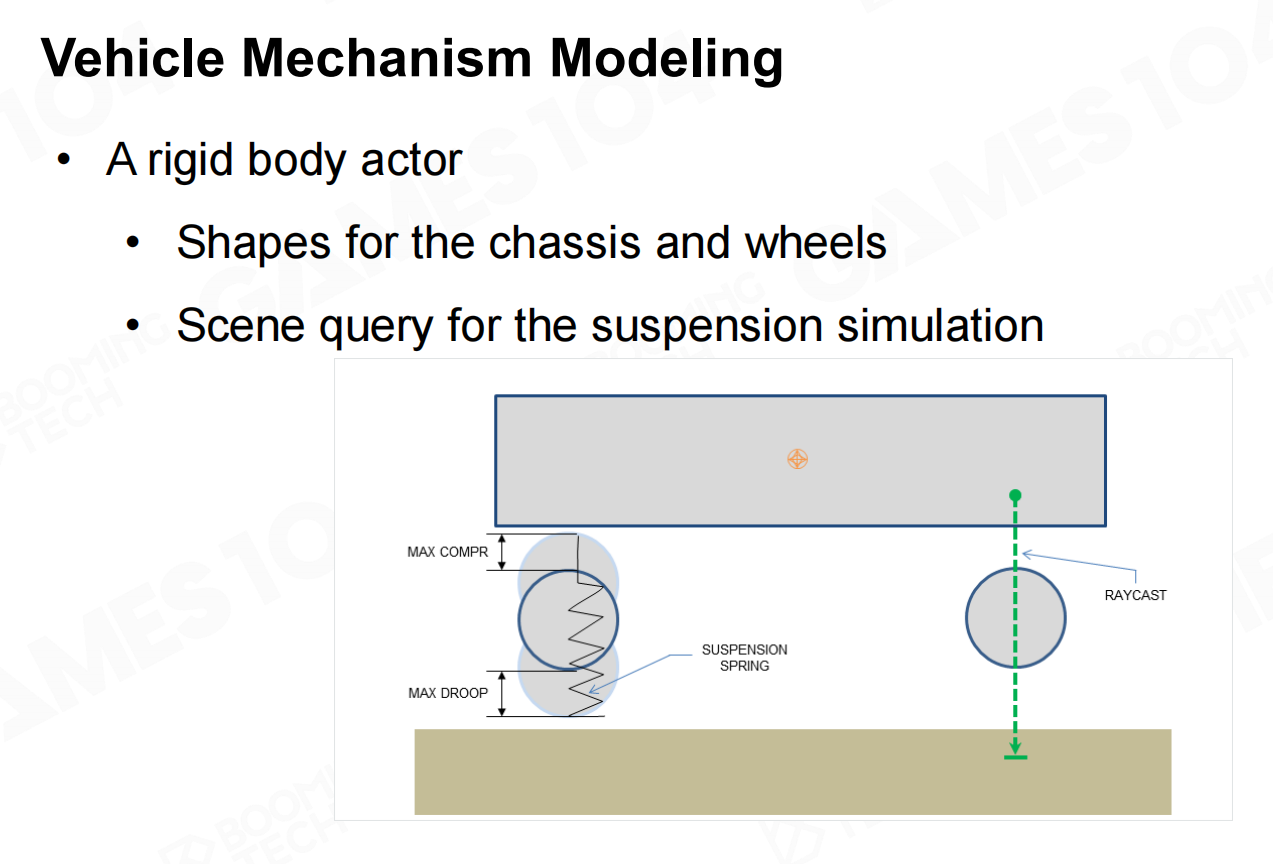 Vehicle Mechanism Modeling
• A rigid body actor
• Shapes for the chassis and wheels
• Scene query for the suspension simulation
MAX COMPR
RAYCAST
SUSPENSION
SPRING
MAX DROOP
GAMES104
BOOMING
TECH